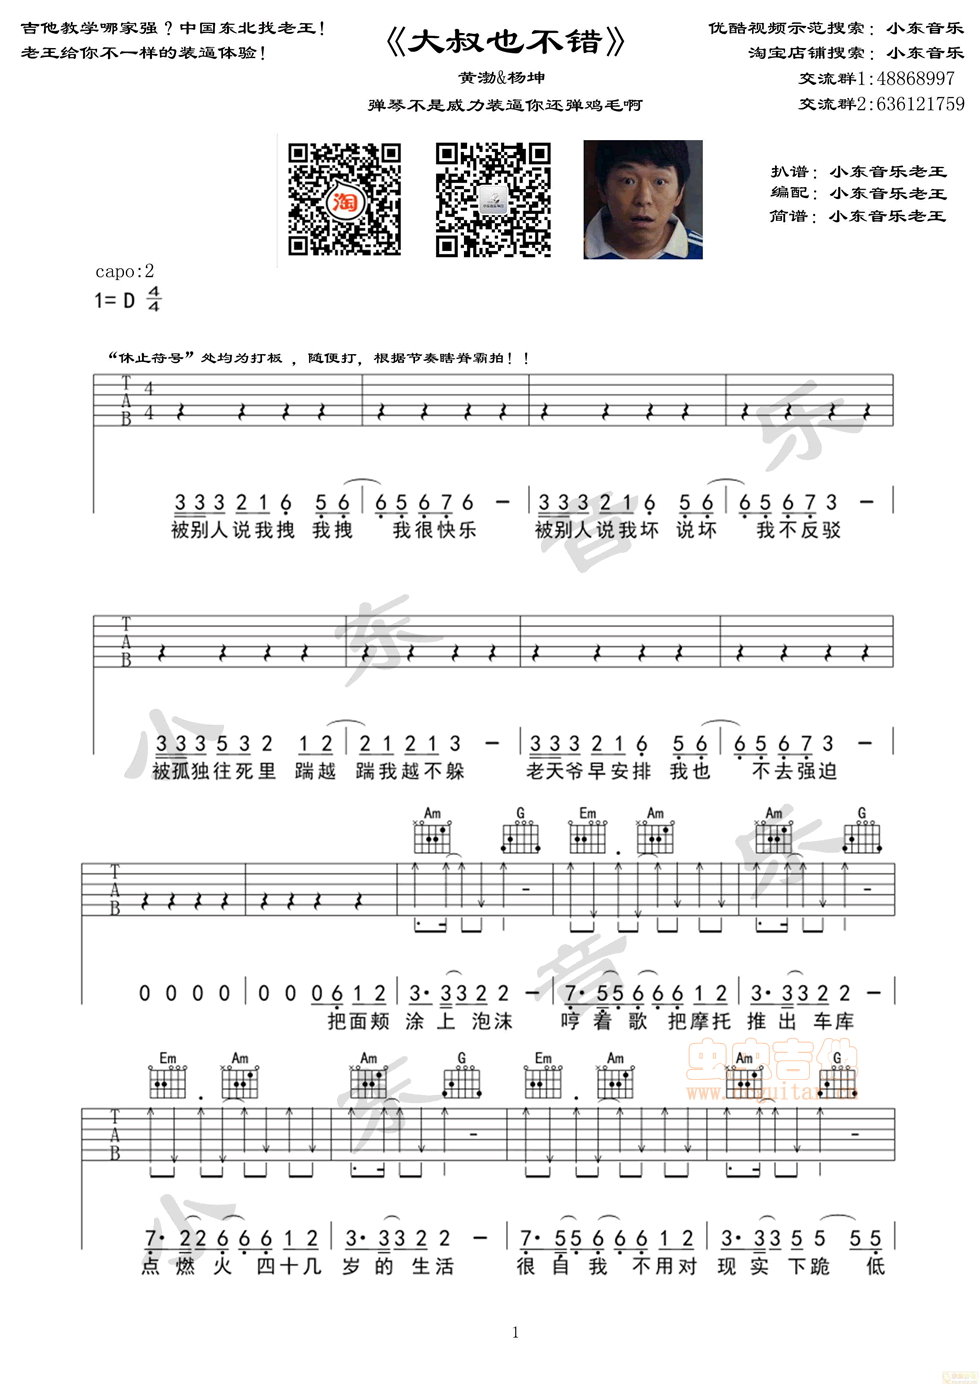 吉他教学哪家强？中国东北找老王！
老王给你不一样的装逼体验！
《大叔也不错》
黄渤&杨坤
弹琴不是威力装逼你还弹鸡毛啊
优酷视频示范搜索：小东音乐
淘宝店铺搜索：小东音乐
交流群1:48868997
交流群2:636121759
淘
扒谱：小东音乐老王
编配：小东音乐老王
简谱：小东音乐老王
capo:2
1= D 4/4
“休止符号”处均为打板，随便打，根据节奏瞎脊霸拍！！
T A B 4 4
3 3 3 2 1 6 5 6 6 5 6 7 6 - 3 3 3 2 1 6 5 6 6 5 6 7 3 -
被别人说我拽 我拽 我很快乐 被别人说我坏 说坏 我不反驳
T A B
3 3 3 5 3 2 1 2 2 1 2 1 3 - 3 3 3 2 1 6 5 6 6 5 6 7 3 -
被孤独往死里 踹越 踹我越不躲 老天爷早安排 我也 不去强迫
Am G Em Am Am G
T A B
0 0 0 0 0 0 0 6 1 2 3· 3 3 2 2 - 7· 5 5 6 6 6 1 2 3· 3 3 2 2 -
把面颊 涂上泡沫 哼着歌 把摩托 推出车库
Em Am Am G Em Am Am G
T A B
7· 2 2 6 6 6 1 2 3· 3 3 2 2 - 7· 5 5 6 6 6 1 2 3· 3 3 5 5 5 5
点燃火 四十几 岁的生活 很自我 不用对 现实下跪 低
小东音乐
小东音乐
虫虫吉他
1